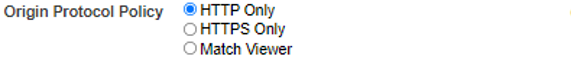 Origin Protocol Policy HTTP Only
HTTPS Only
Match Viewer